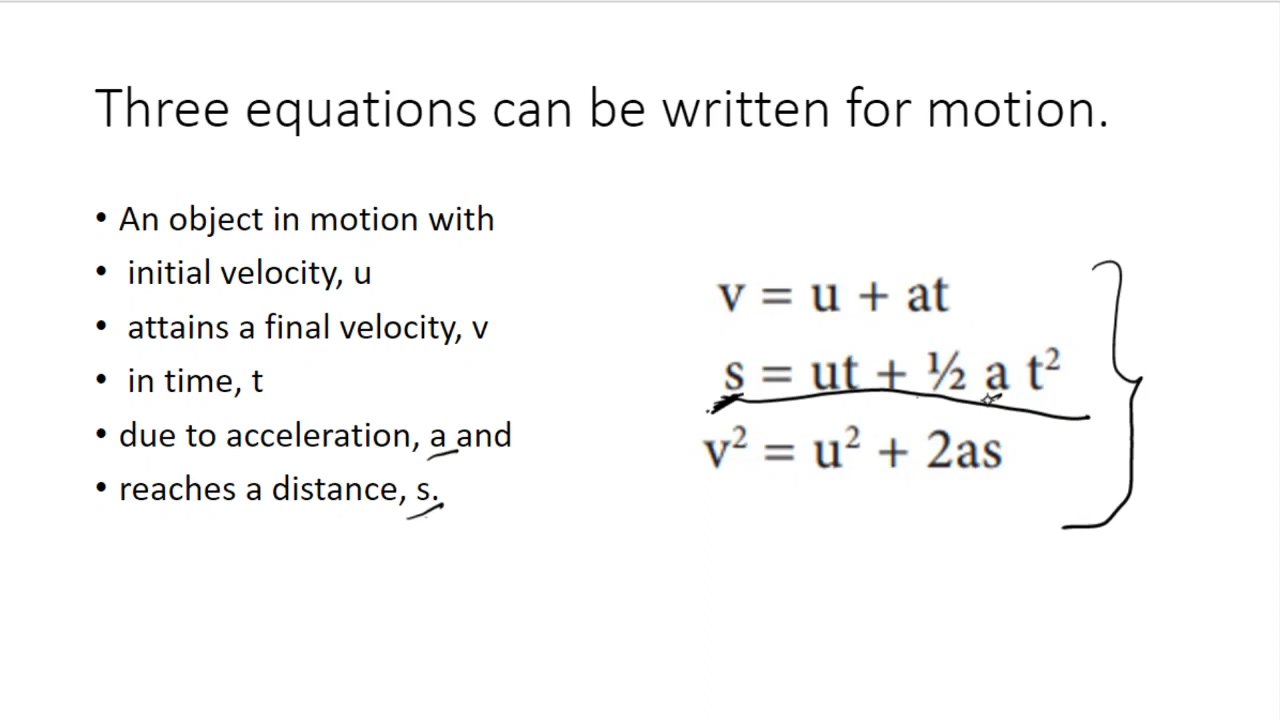 Three equations can be written for motion.
• An object in motion with
• initial velocity, u
• attains a final velocity, v
• in time, t
• due to acceleration, a and
• reaches a distance, s.
v = u + at
s = ut + ½ a t²
v² = u² + 2as